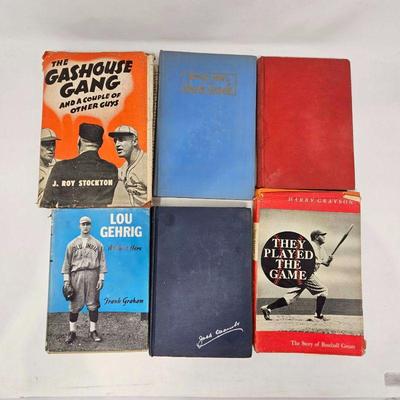 THE
GASHOUSE
GANG
AND A COUPLE OF
OTHER GUYS
J. ROY STOCKTON
LOU
GEHRIG
Frank Graham
HARRY GRAYSON
THEY
PLAYED
THE
GAME
The Story of Baseball Greats